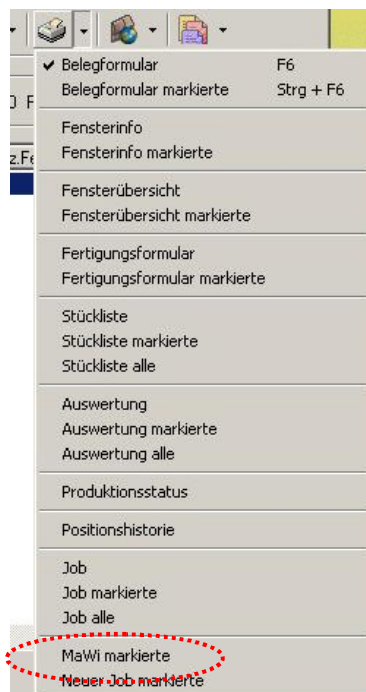 Belegformular F6
Belegformular markierte Strg + F6
Fensterinfo
Fensterinfo markierte
Fensterübersicht
Fensterübersicht markierte
Fertigungsformular
Fertigungsformular markierte
Stückliste
Stückliste markierte
Stückliste alle
Auswertung
Auswertung markierte
Auswertung alle
Produktionsstatus
Positionshistorie
Job
Job markierte
Job alle
MaWi markierte
Neuer Job markierte